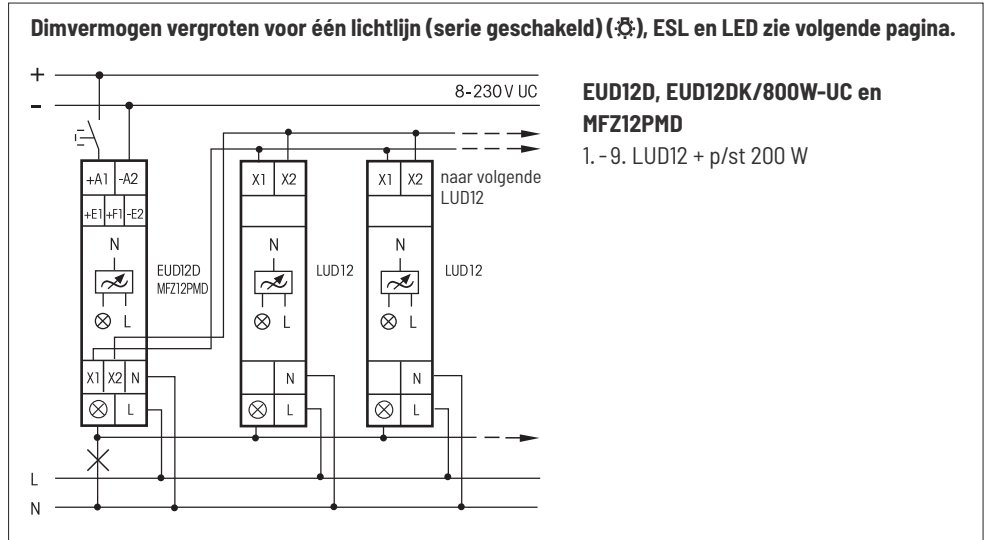 Dimvermogen vergroten voor één lichtlijn (serie geschakeld) (), ESL en LED zie volgende pagina.
+
8-230 V UC
-
EUD12D, EUD12DK/800W-UC en
MFZ12PMD
1. - 9. LUD12 + p/st 200 W
+A1 -A2
X1 X2
X1 X2
naar volgende
LUD12
+E1 +F1 -E2
N
N
N
EUD12D
MFZ12PMD
LUD12
LUD12
L
L
L
X1 X2 N
N
N
L
L
L
L
N